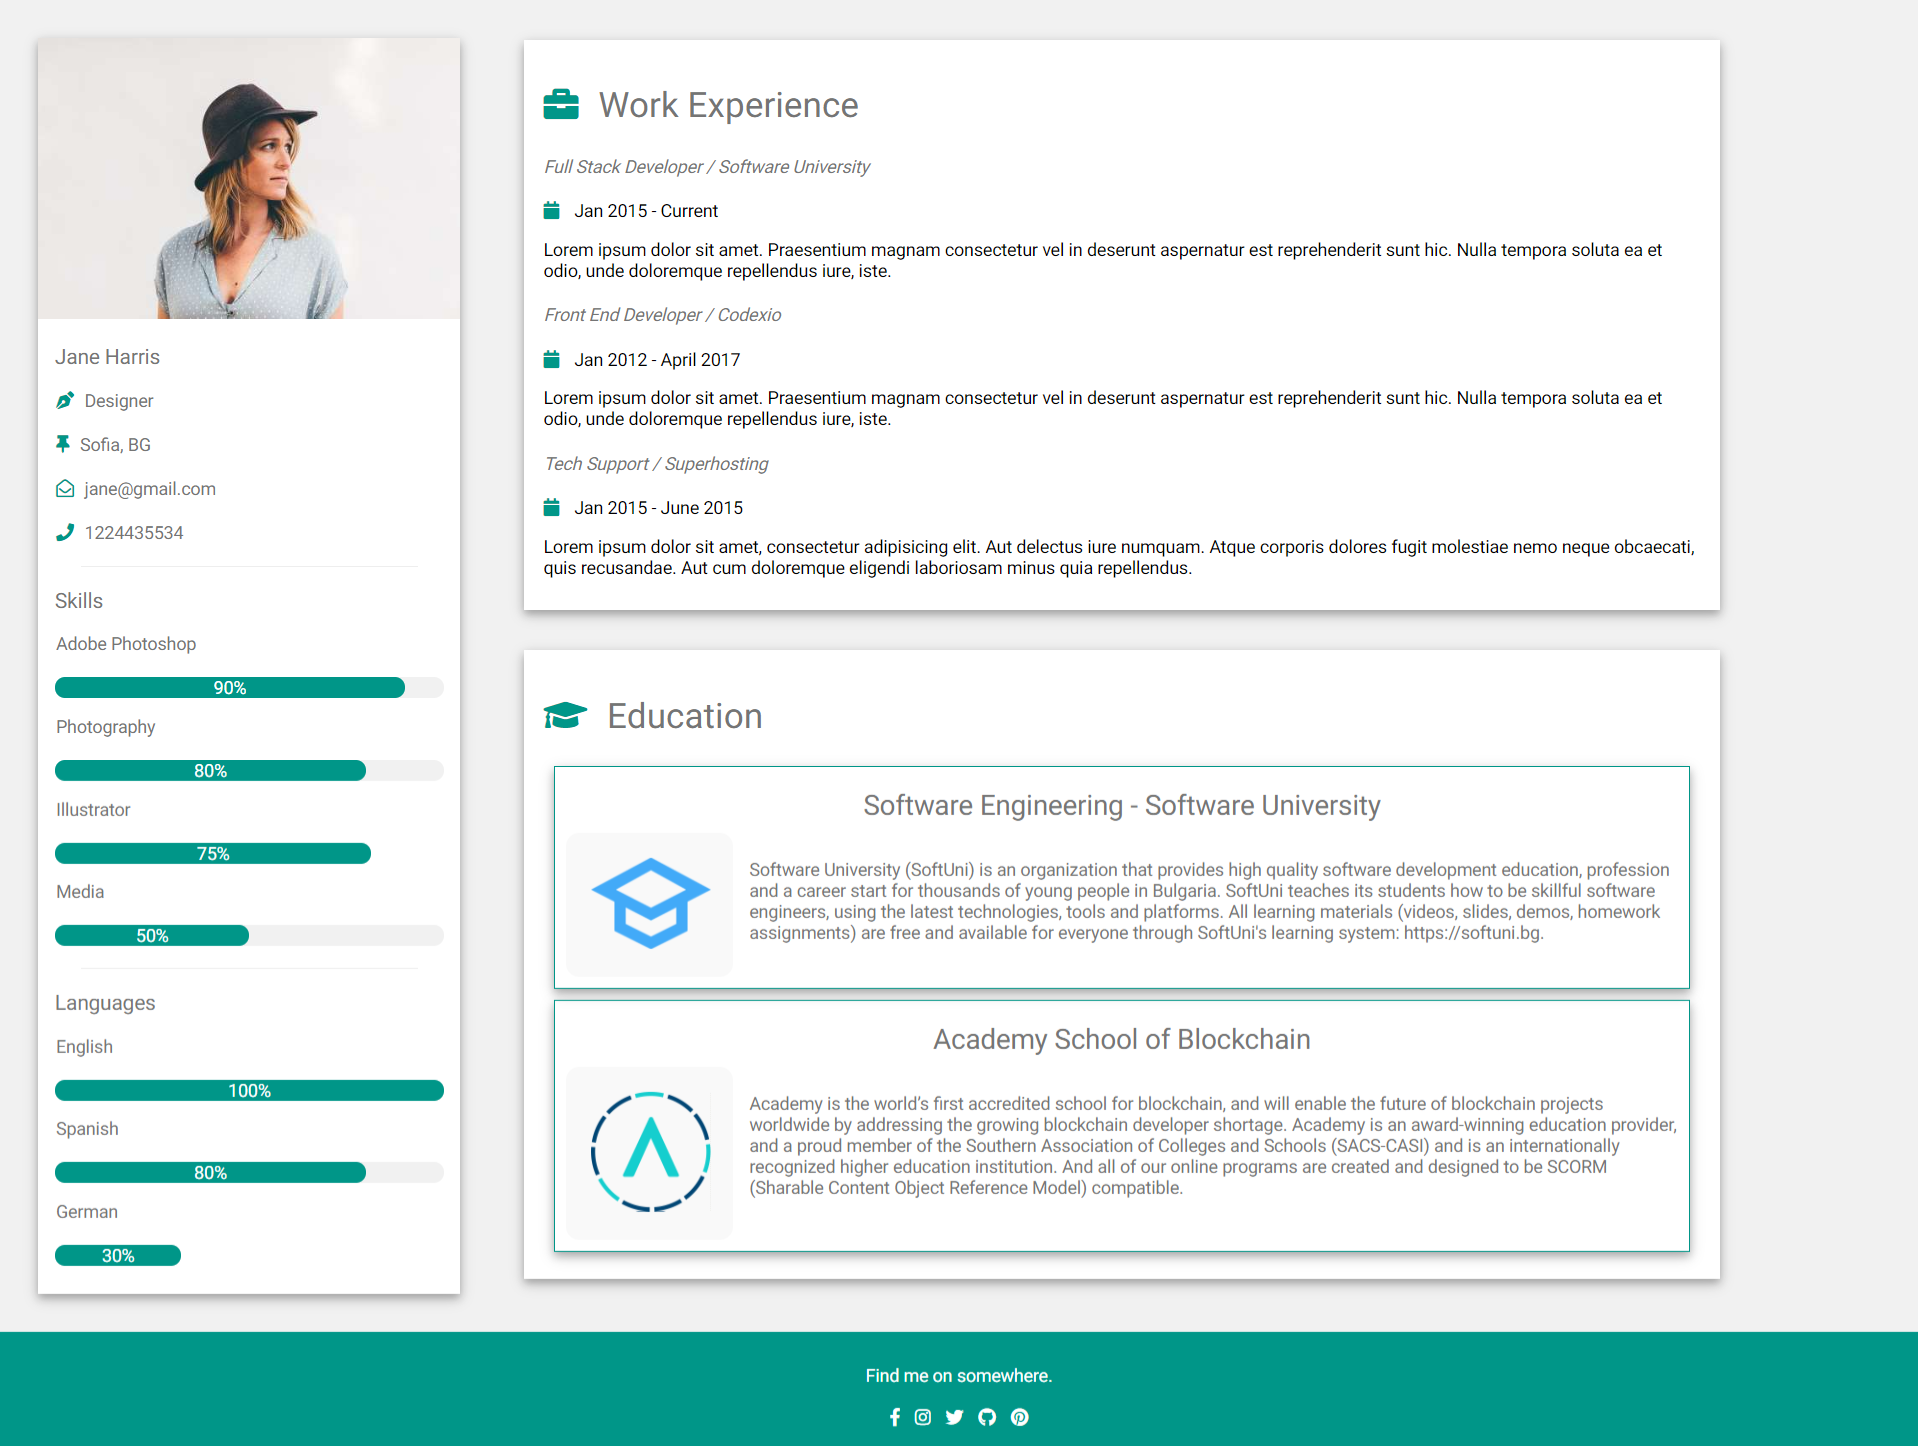 Jane Harris
Designer
Sofia, BG
jane@gmail.com
1224435534
Skills
Adobe Photoshop
90%
Photography
80%
Illustrator
75%
Media
50%
Languages
English
100%
Spanish
80%
German
30%
Work Experience
Full Stack Developer / Software University
Jan 2015 - Current
Lorem ipsum dolor sit amet. Praesentium magnam consectetur vel in deserunt aspernatur est reprehenderit sunt hic. Nulla tempora soluta ea et
odio, unde doloremque repellendus iure, iste.
Front End Developer / Codexio
Jan 2012 - April 2017
Lorem ipsum dolor sit amet. Praesentium magnam consectetur vel in deserunt aspernatur est reprehenderit sunt hic. Nulla tempora soluta ea et
odio, unde doloremque repellendus iure, iste.
Tech Support / Superhosting
Jan 2015 - June 2015
Lorem ipsum dolor sit amet, consectetur adipisicing elit. Aut delectus iure numquam. Atque corporis dolores fugit molestiae nemo neque obcaecati,
quis recusandae. Aut cum doloremque eligendi laboriosam minus quia repellendus.
Education
Software Engineering - Software University
Software University (SoftUni) is an organization that provides high quality software development education, profession
and a career start for thousands of young people in Bulgaria. SoftUni teaches its students how to be skillful software
engineers, using the latest technologies, tools and platforms. All learning materials (videos, slides, demos, homework
assignments) are free and available for everyone through SoftUni's learning system: https://softuni.bg.
Academy School of Blockchain
Academy is the world’s first accredited school for blockchain, and will enable the future of blockchain projects
worldwide by addressing the growing blockchain developer shortage. Academy is an award-winning education provider,
and a proud member of the Southern Association of Colleges and Schools (SACS-CASI) and is an internationally
recognized higher education institution. And all of our online programs are created and designed to be SCORM
(Sharable Content Object Reference Model) compatible.
Find me on somewhere.